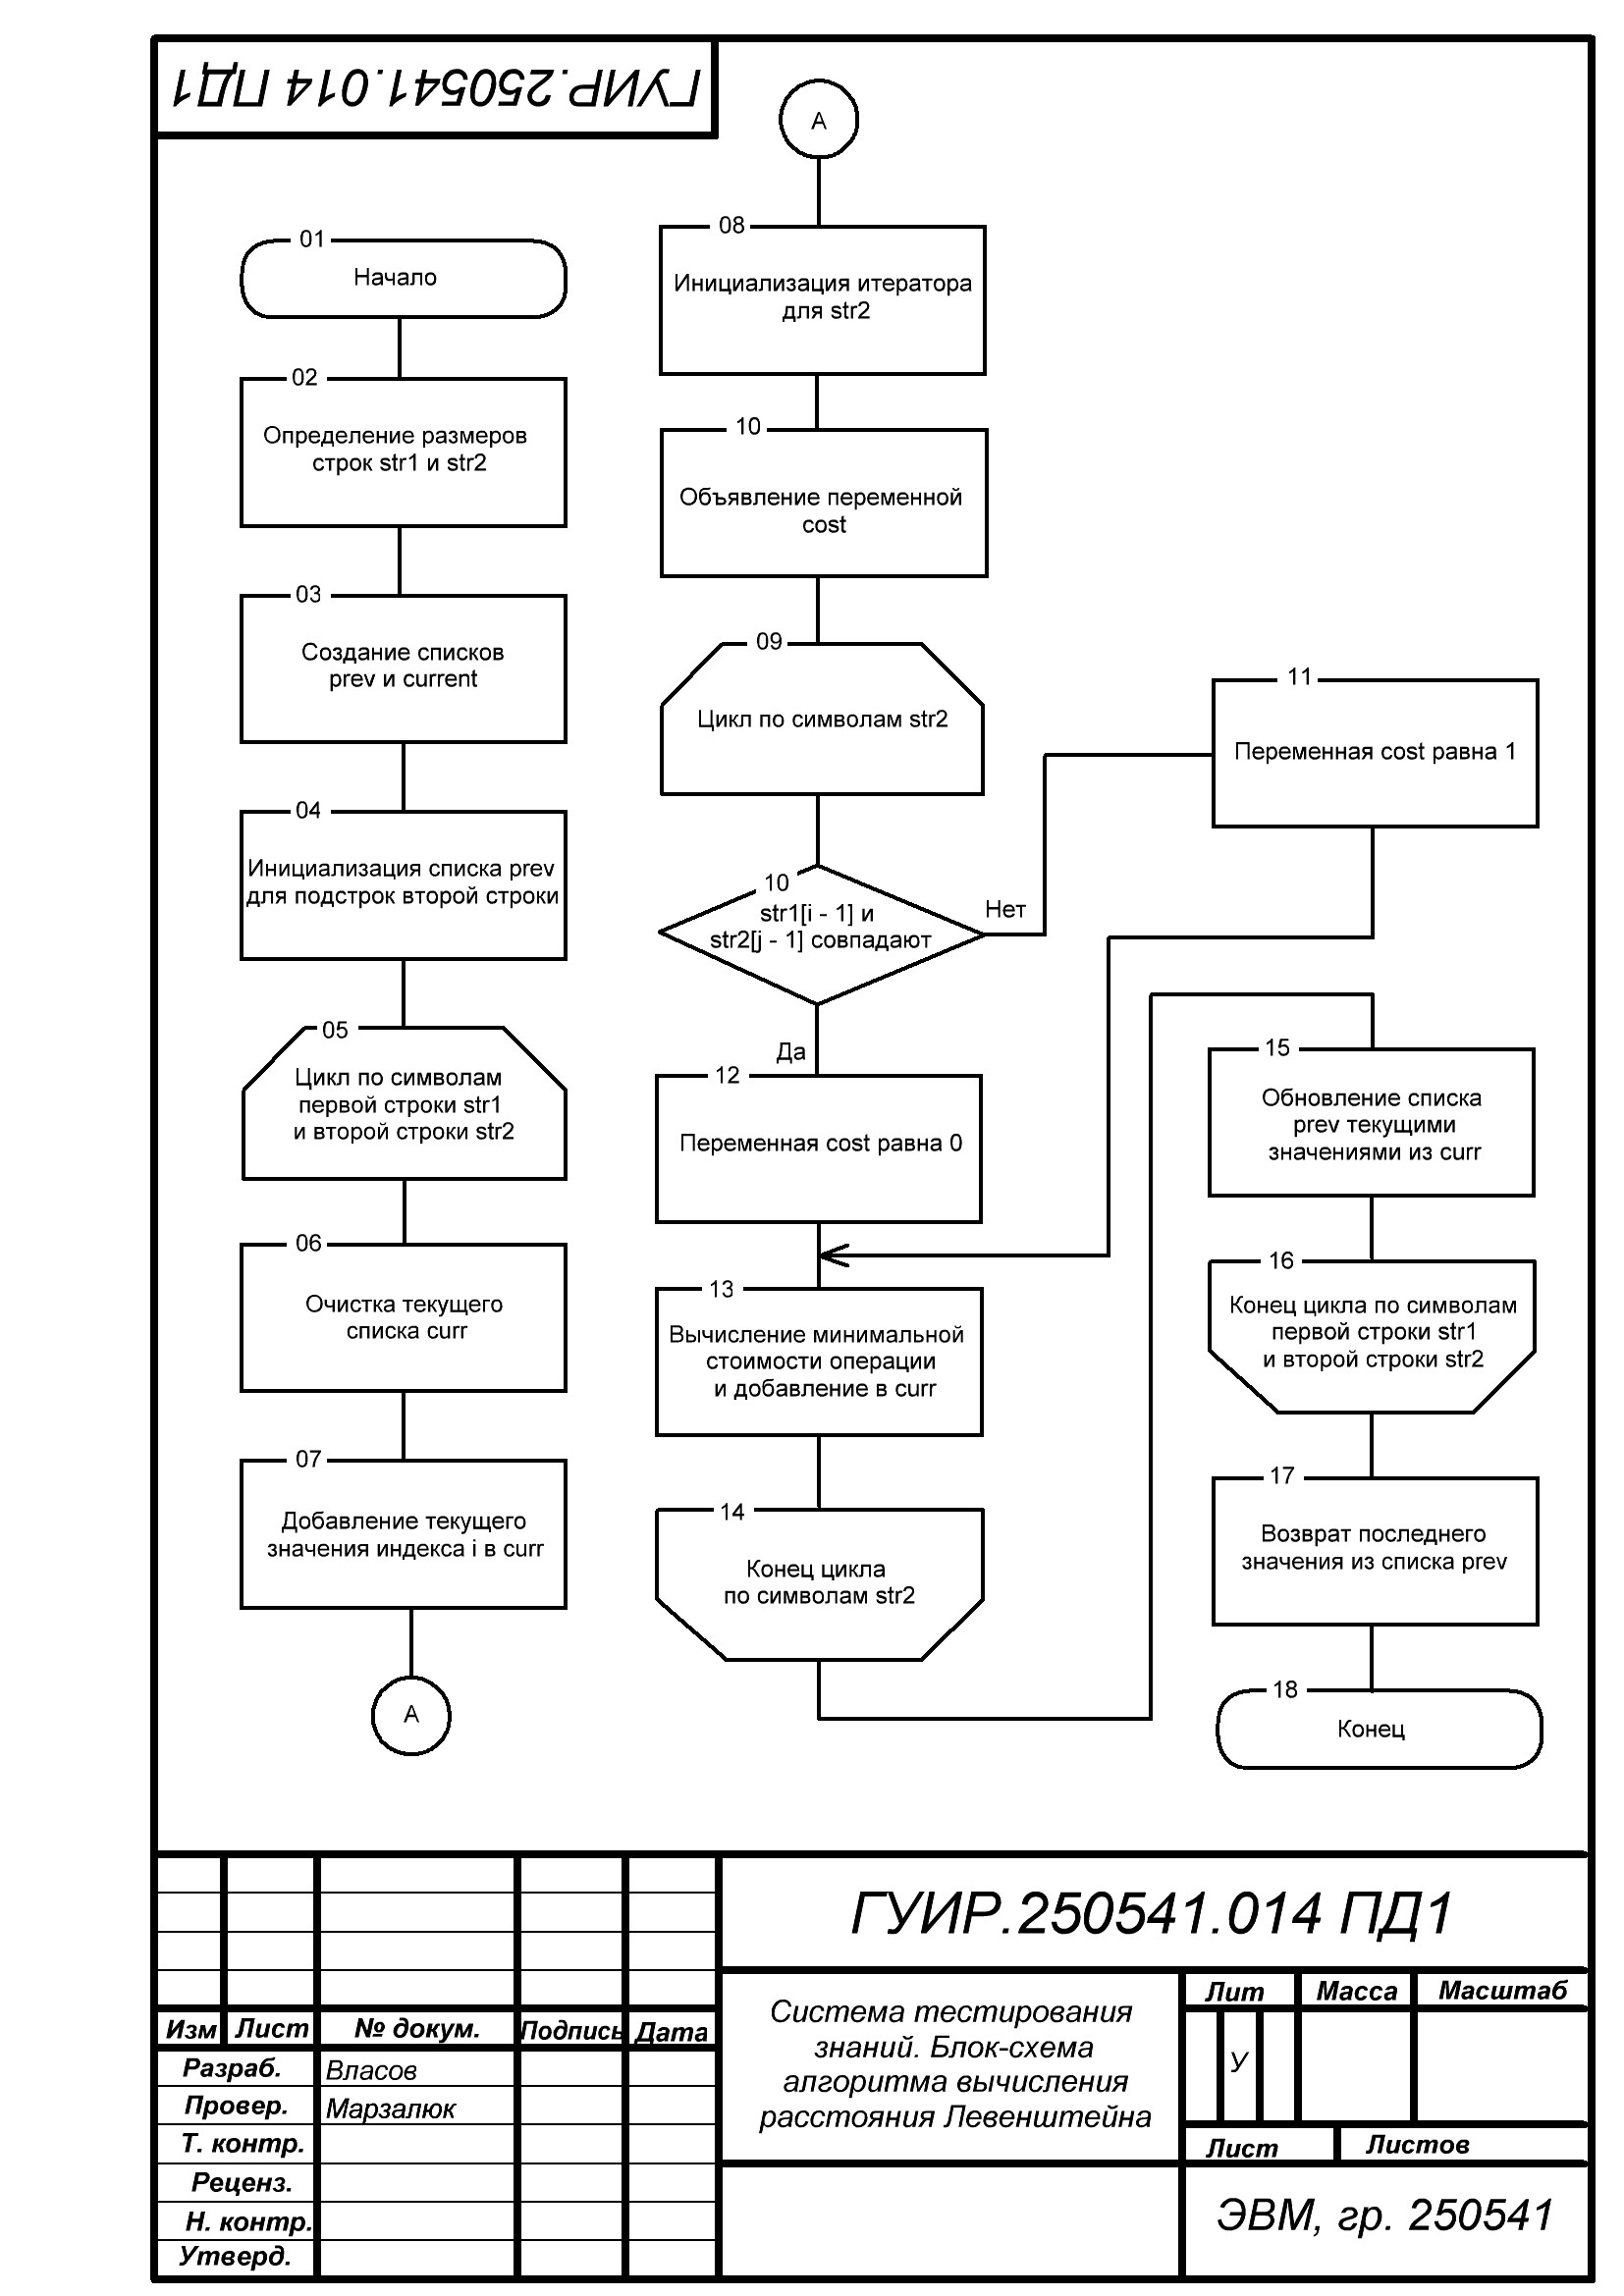 ГУИР.250541.014 ПД1
01
Начало
02
Определение размеров
строк str1 и str2
03
Создание списков
prev и current
04
Инициализация списка prev
для подстрок второй строки
05
Цикл по символам
первой строки str1
и второй строки str2
06
Очистка текущего
списка curr
07
Добавление текущего
значения индекса i в curr
А
А
08
Инициализация итератора
для str2
10
Объявление переменной
cost
09
Цикл по символам str2
10
str1[i - 1] и
str2[j - 1] совпадают
Нет
Да
11
Переменная cost равна 1
12
Переменная cost равна 0
13
Вычисление минимальной
стоимости операции
и добавление в curr
14
Конец цикла
по символам str2
15
Обновление списка
prev текущими
значениями из curr
16
Конец цикла по символам
первой строки str1
и второй строки str2
17
Возврат последнего
значения из списка prev
18
Конец
ГУИР.250541.014 ПД1
Изм Лист № докум. Подпись Дата
Разраб. Власов
Провер. Марзалюк
Т. контр.
Реценз.
Н. контр.
Утверд.
Система тестирования
знаний. Блок-схема
алгоритма вычисления
расстояния Левенштейна
Лит Масса Масштаб
У
Лист Листов
ЭВМ, гр. 250541